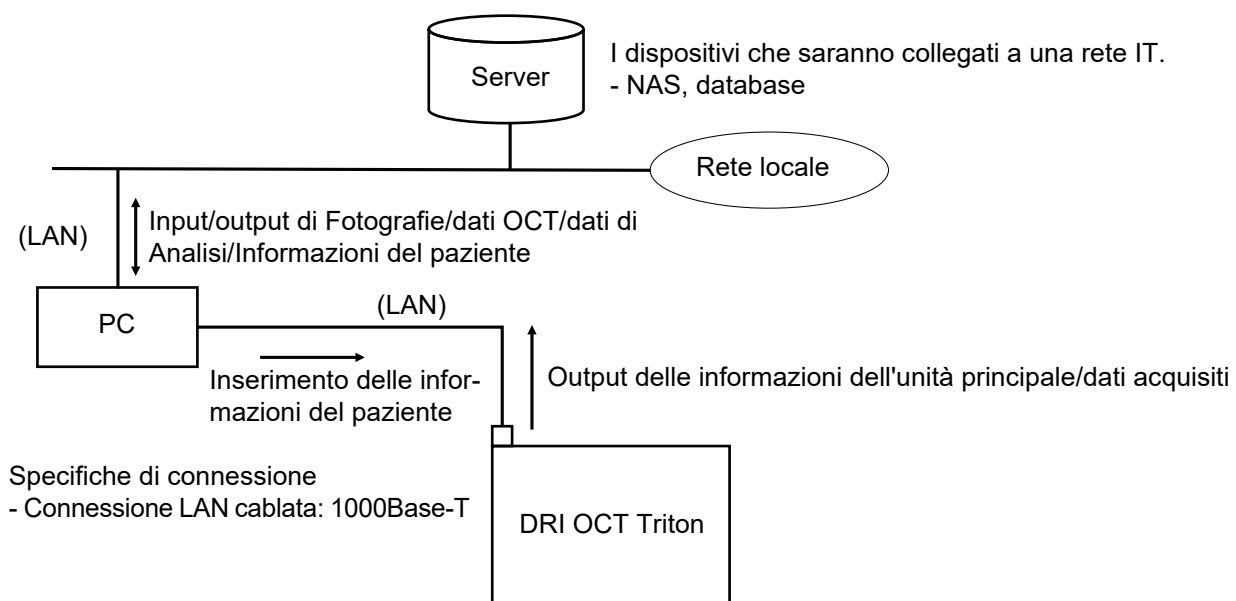 Server
I dispositivi che saranno collegati a una rete IT.
- NAS, database
Rete locale
(LAN)
Input/output di Fotografie/dati OCT/dati di
Analisi/Informazioni del paziente
PC
(LAN)
Inserimento delle infor-
mazioni del paziente
Output delle informazioni dell'unità principale/dati acquisiti
Specifiche di connessione
- Connessione LAN cablata: 1000Base-T
DRI OCT Triton